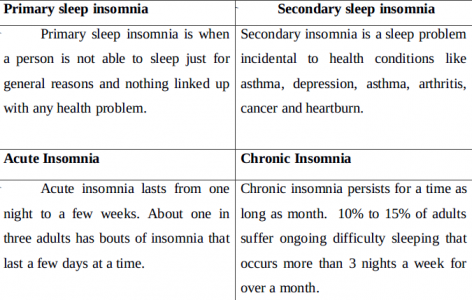 Primary sleep insomnia
Primary sleep insomnia is when
a person is not able to sleep just for
general reasons and nothing linked up
with any health problem.
Secondary sleep insomnia
Secondary insomnia is a sleep problem
incidental to health conditions like
asthma, depression, asthma, arthritis,
cancer and heartburn.
Acute Insomnia
Acute insomnia lasts from one
night to a few weeks. About one in
three adults has bouts of insomnia that
last a few days at a time.
Chronic Insomnia
Chronic insomnia persists for a time as
long as month. 10% to 15% of adults
suffer ongoing difficulty sleeping that
occurs more than 3 nights a week for
over a month.